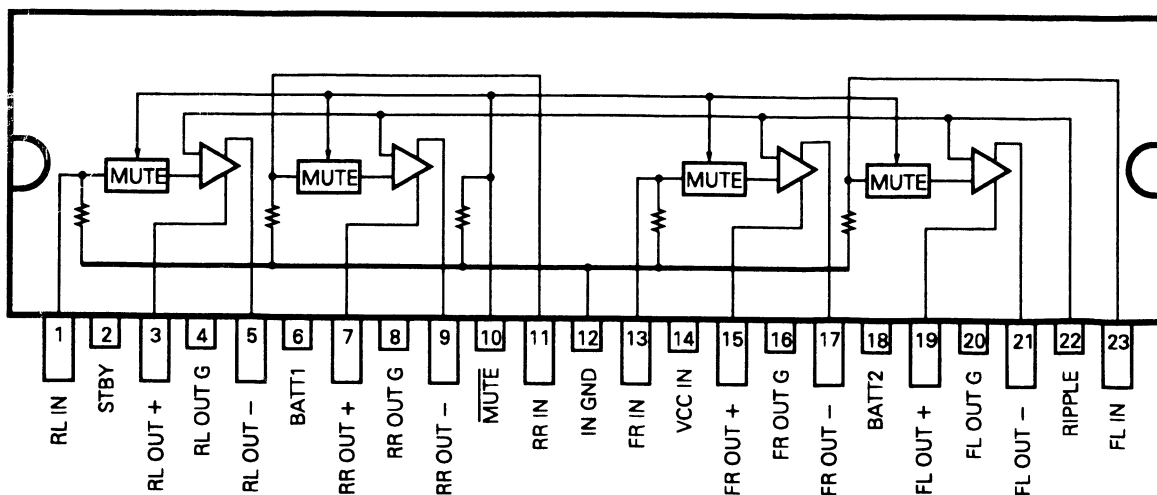 MUTE MUTE MUTE MUTE
1 2 3 4 5 6 7 8 9 10 11 12 13 14 15 16 17 18 19 20 21 22 23
RL IN
STBY
RL OUT +
RL OUT G
RL OUT -
BATT1
RR OUT +
RR OUT G
RR OUT -
M̅U̅T̅E̅
RR IN
IN GND
FR IN
VCC IN
FR OUT +
FR OUT G
FR OUT -
BATT2
FL OUT +
FL OUT G
FL OUT -
RIPPLE
FL IN